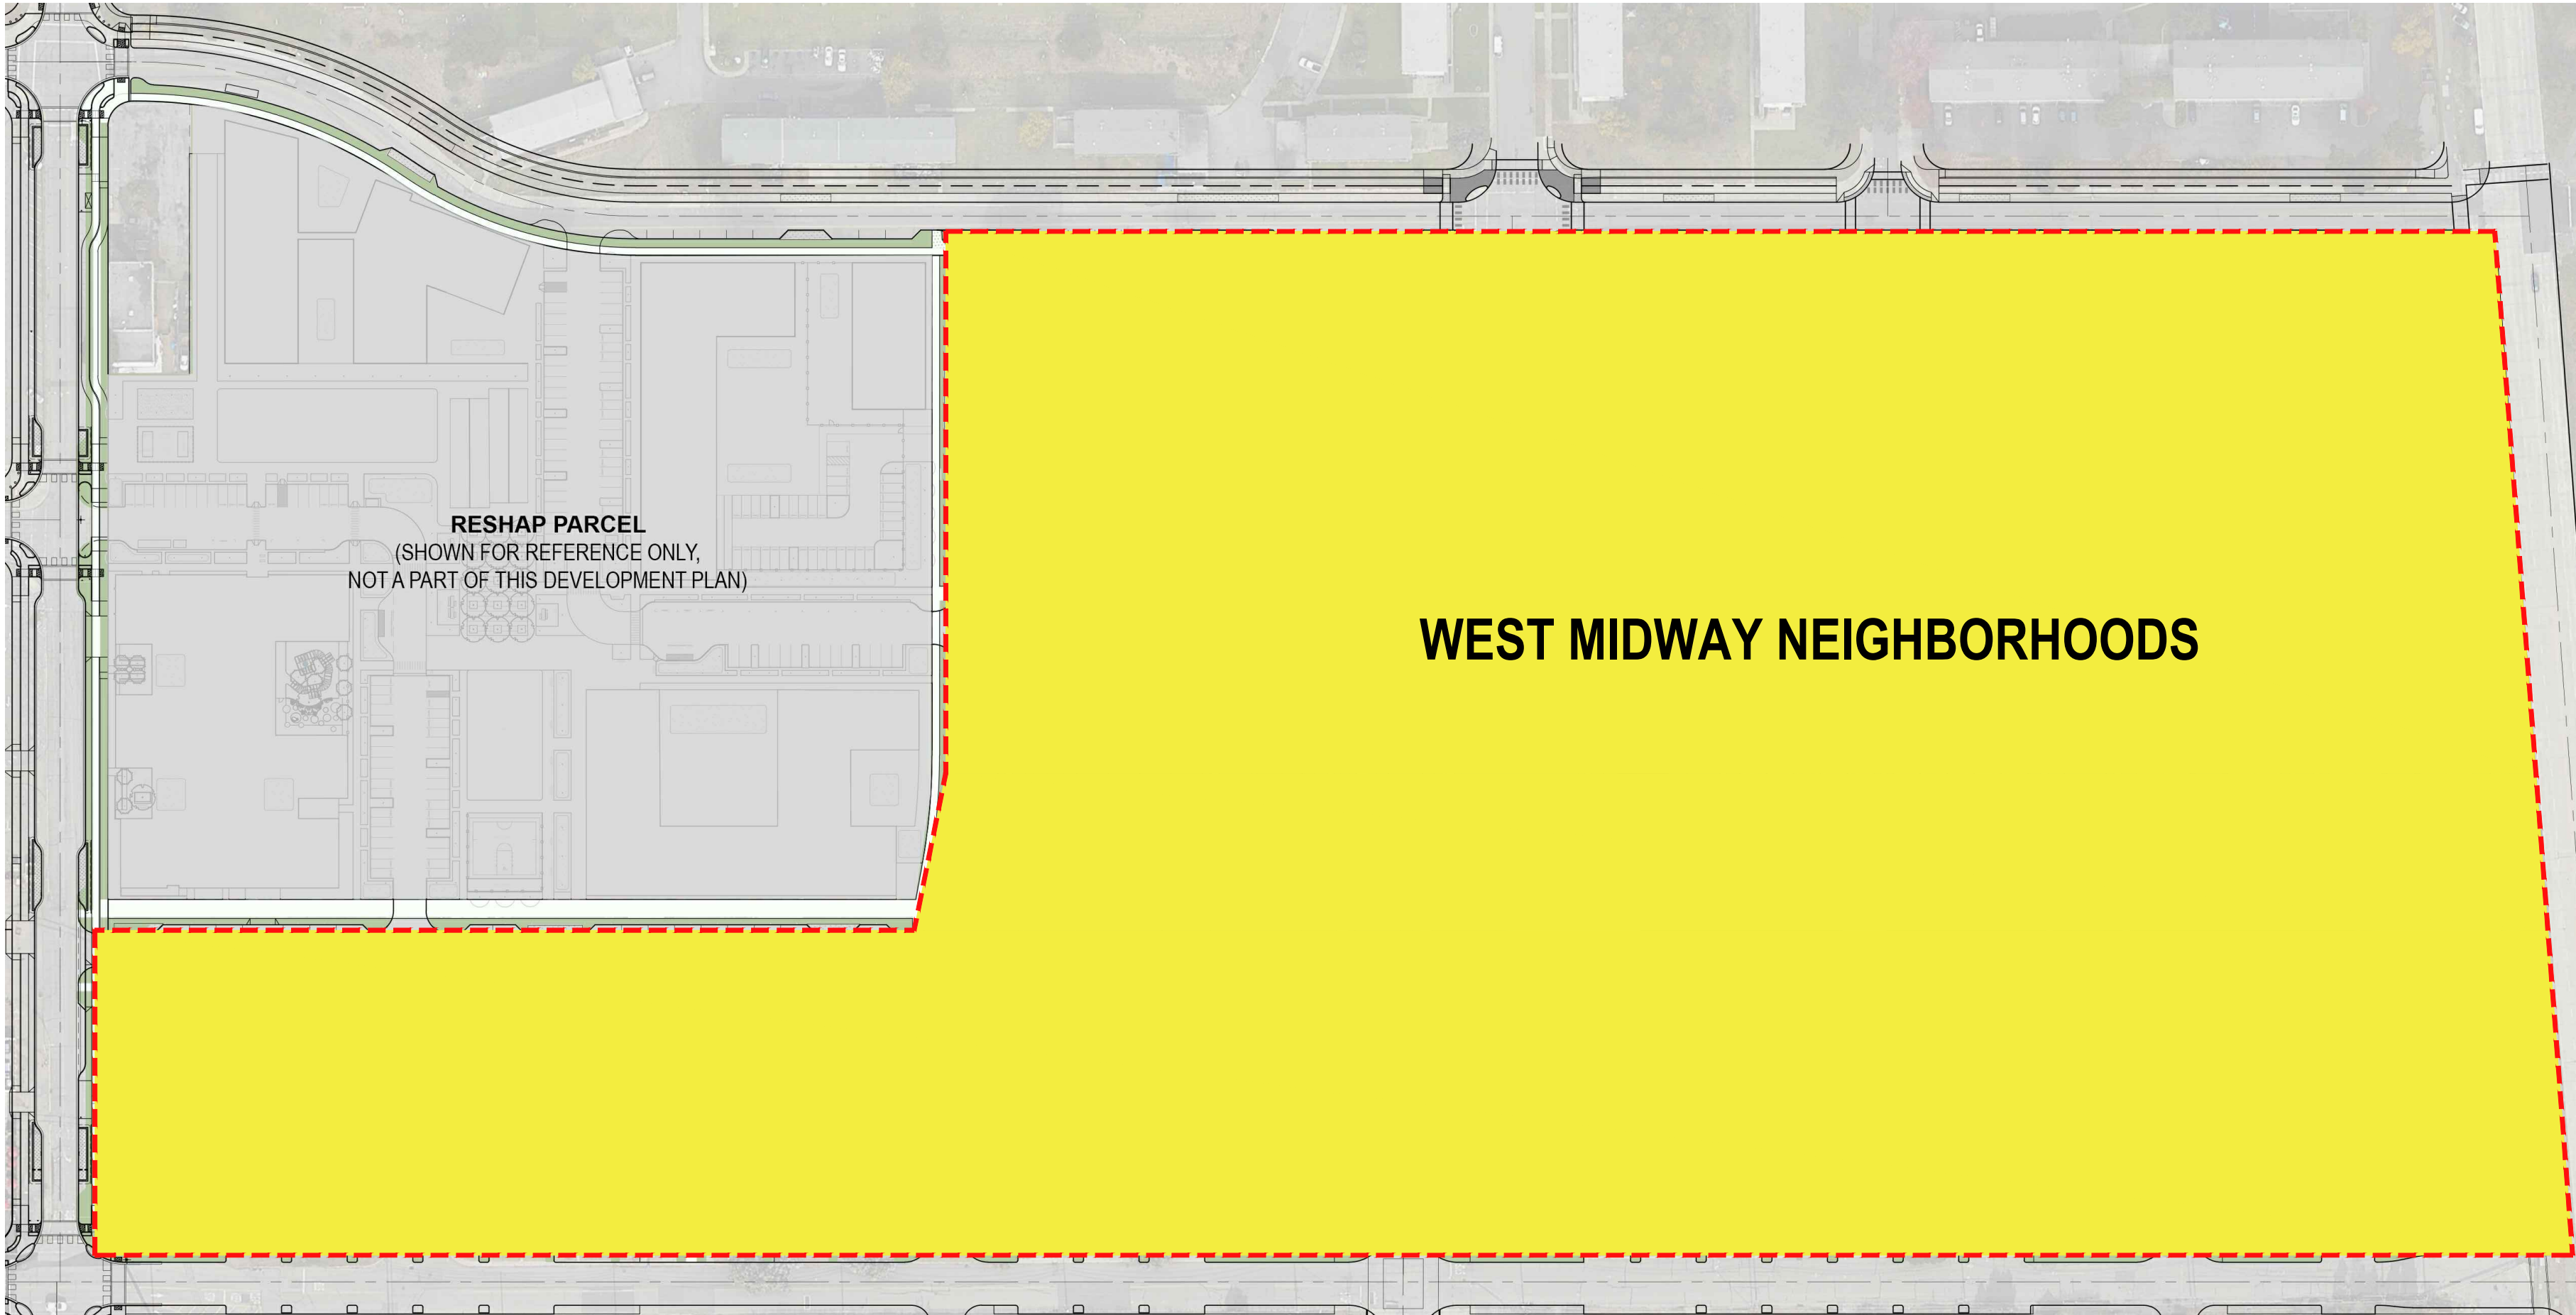 RESHAP PARCEL
(SHOWN FOR REFERENCE ONLY,
NOT A PART OF THIS DEVELOPMENT PLAN)
WEST MIDWAY NEIGHBORHOODS